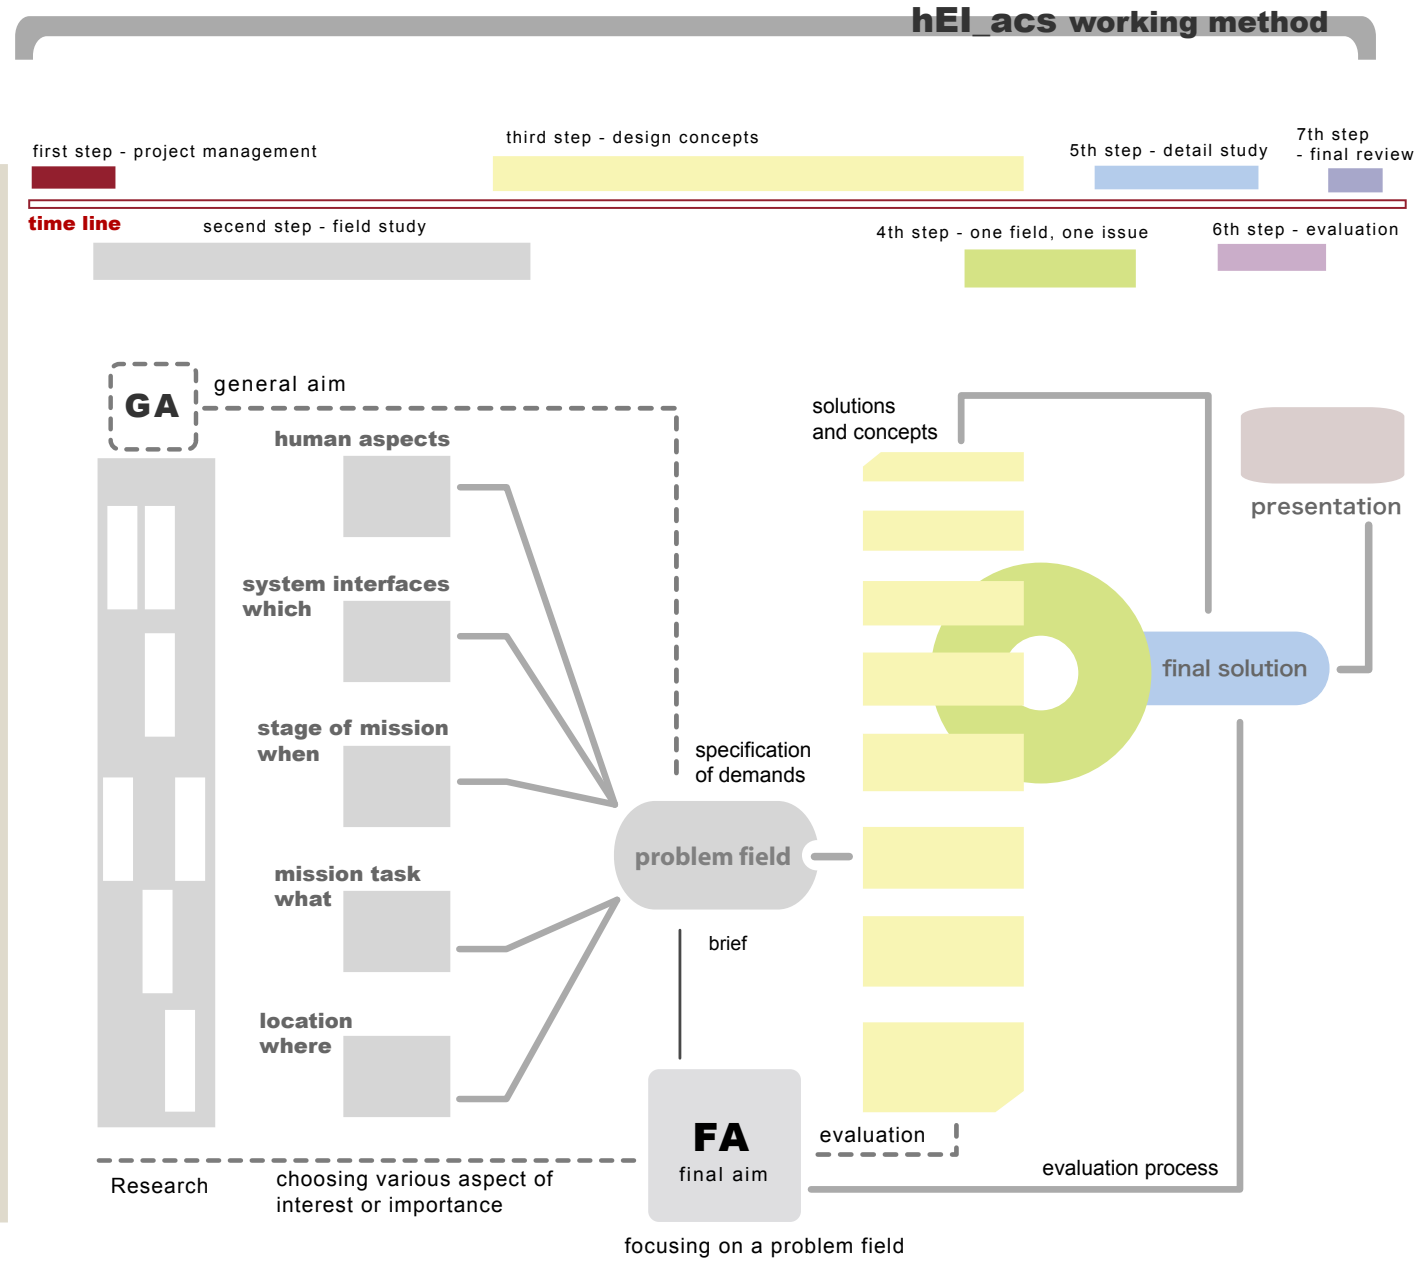 hEI_acs working method
first step - project management
third step - design concepts
5th step - detail study
7th step
- final review
time line
secend step - field study
4th step - one field, one issue
6th step - evaluation
GA
general aim
human aspects
system interfaces
which
stage of mission
when
mission task
what
location
where
Research
choosing various aspect of
interest or importance
specification
of demands
problem field
brief
FA
final aim
focusing on a problem field
solutions
and concepts
evaluation
evaluation process
final solution
presentation